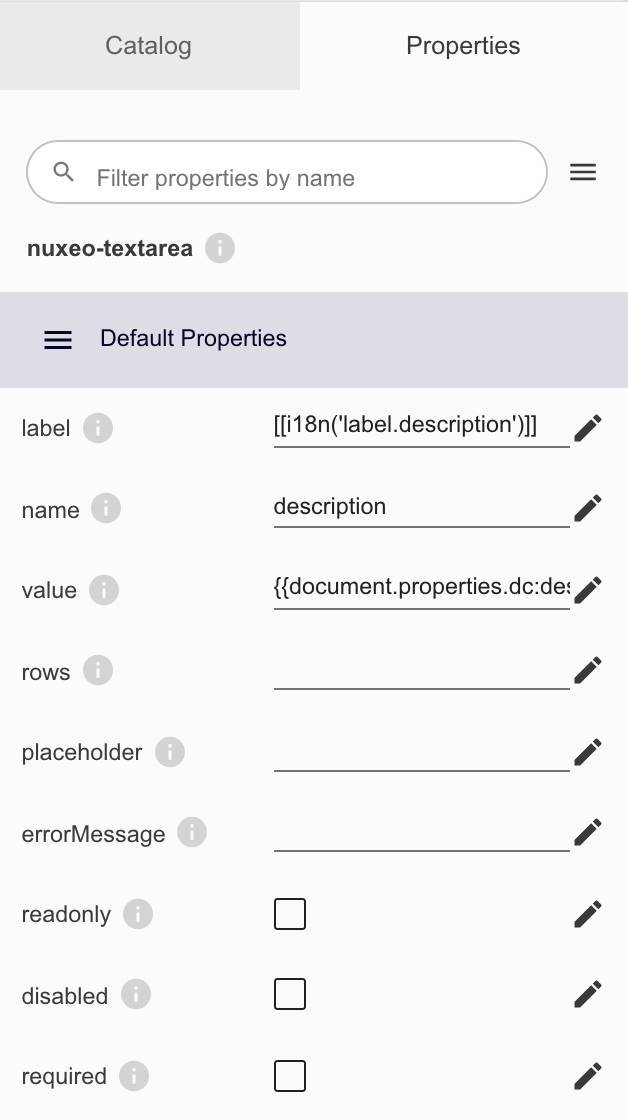 Catalog Properties
Filter properties by name
nuxeo-textarea
Default Properties
label [[i18n('label.description')]]
name description
value {{document.properties.dc:des
rows
placeholder
errorMessage
readonly
disabled
required